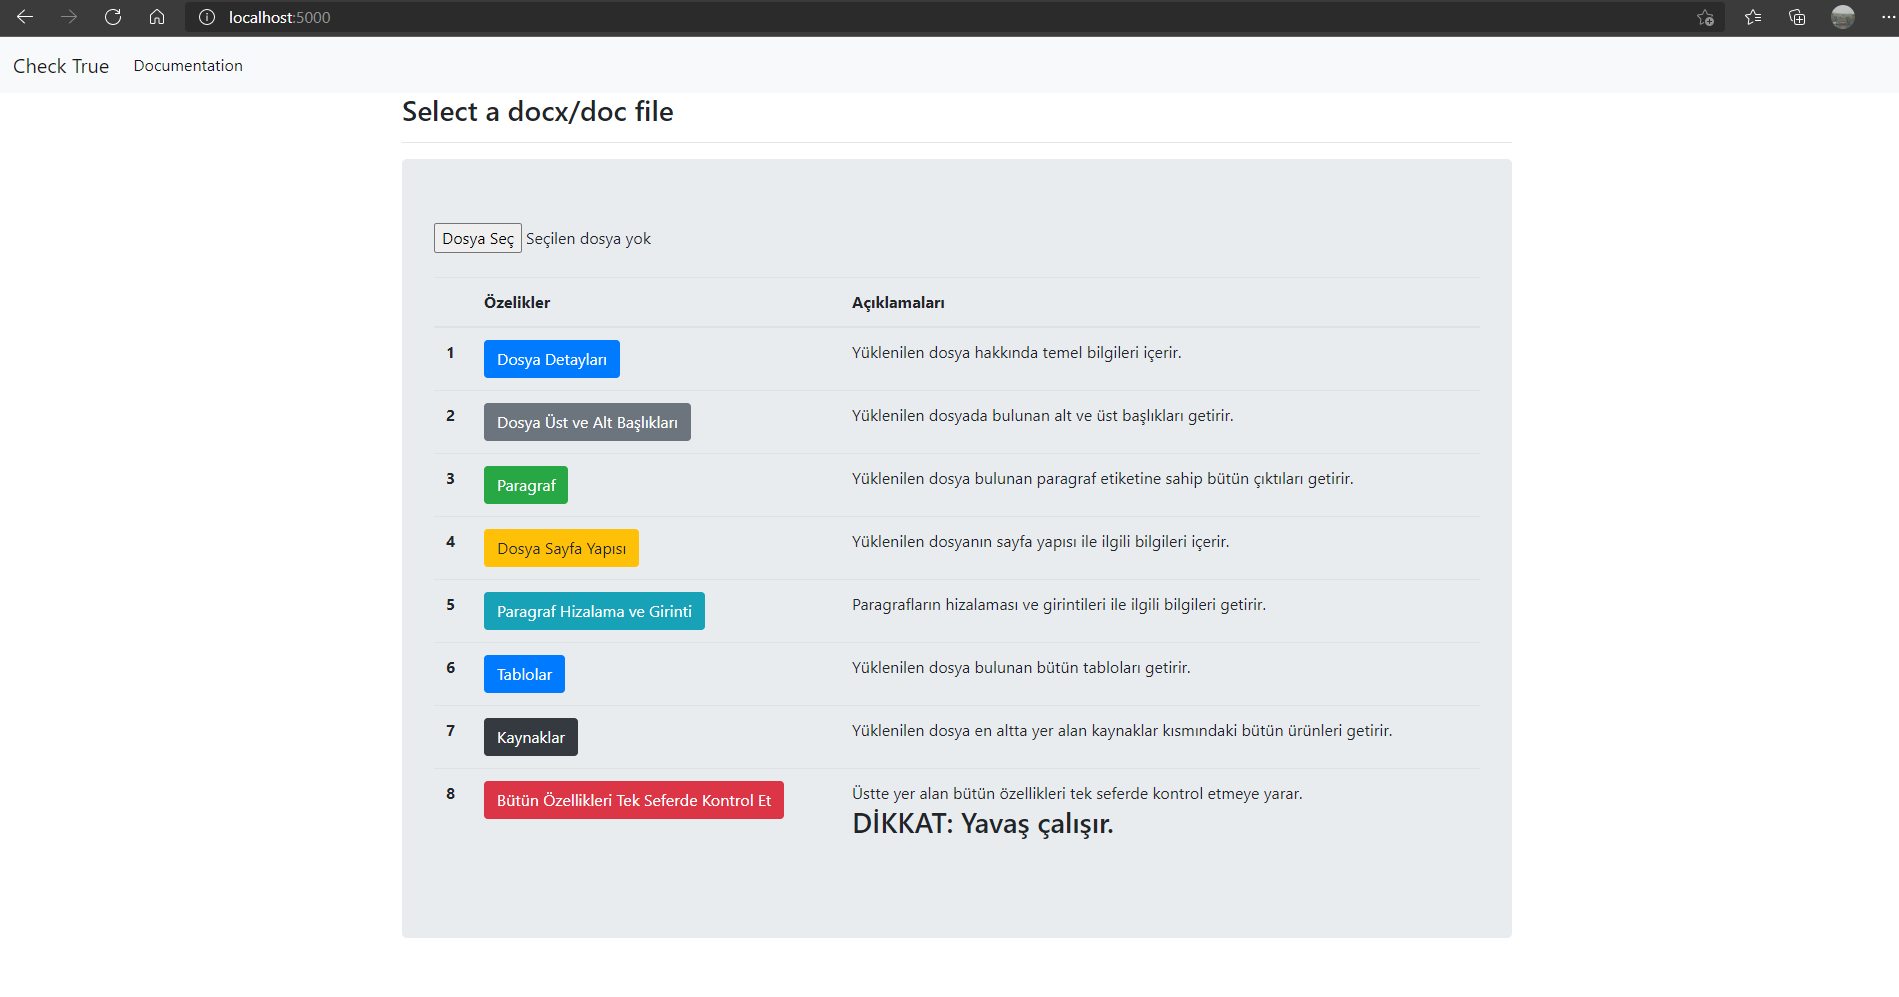 localhost:5000
Check True Documentation
Select a docx/doc file
Dosya Seç Seçilen dosya yok
Özelikler Açıklamaları
1 Dosya Detayları Yüklenilen dosya hakkında temel bilgileri içerir.
2 Dosya Üst ve Alt Başlıkları Yüklenilen dosyada bulunan alt ve üst başlıkları getirir.
3 Paragraf Yüklenilen dosya bulunan paragraf etiketine sahip bütün çıktıları getirir.
4 Dosya Sayfa Yapısı Yüklenilen dosyanın sayfa yapısı ile ilgili bilgileri içerir.
5 Paragraf Hizalama ve Girinti Paragrafların hizalaması ve girintileri ile ilgili bilgileri getirir.
6 Tablolar Yüklenilen dosya bulunan bütün tabloları getirir.
7 Kaynaklar Yüklenilen dosya en altta yer alan kaynaklar kısmındaki bütün ürünleri getirir.
8 Bütün Özellikleri Tek Seferde Kontrol Et Üstte yer alan bütün özellikleri tek seferde kontrol etmeye yarar.
DİKKAT: Yavaş çalışır.